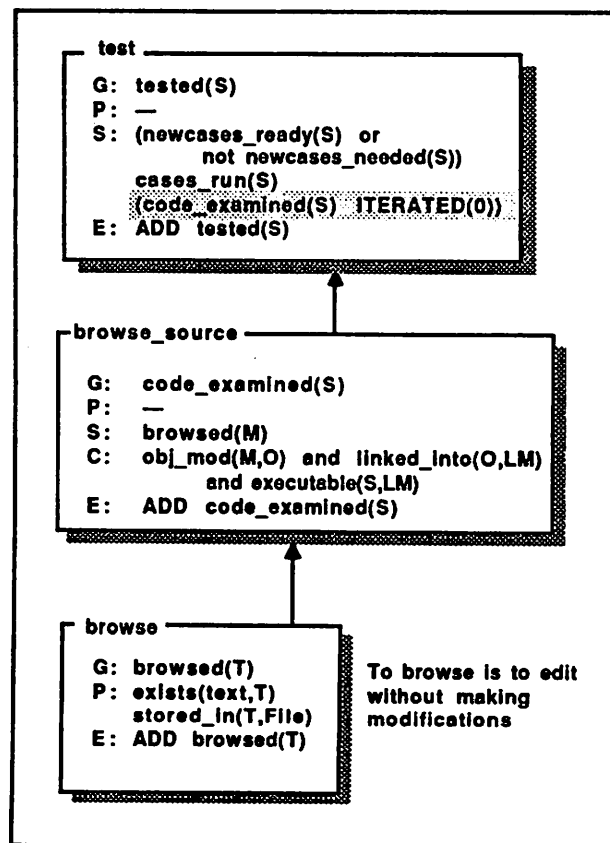 test
G: tested(S)
P: —
S: (newcases_ready(S) or
not newcases_needed(S))
cases_run(S)
(code_examined(S) ITERATED(0))
E: ADD tested(S)
browse_source
G: code_examined(S)
P: —
S: browsed(M)
C: obj_mod(M,O) and linked_into(O,LM)
and executable(S,LM)
E: ADD code_examined(S)
browse
G: browsed(T)
P: exists(text,T)
stored_in(T,File)
E: ADD browsed(T)
To browse is to edit
without making
modifications